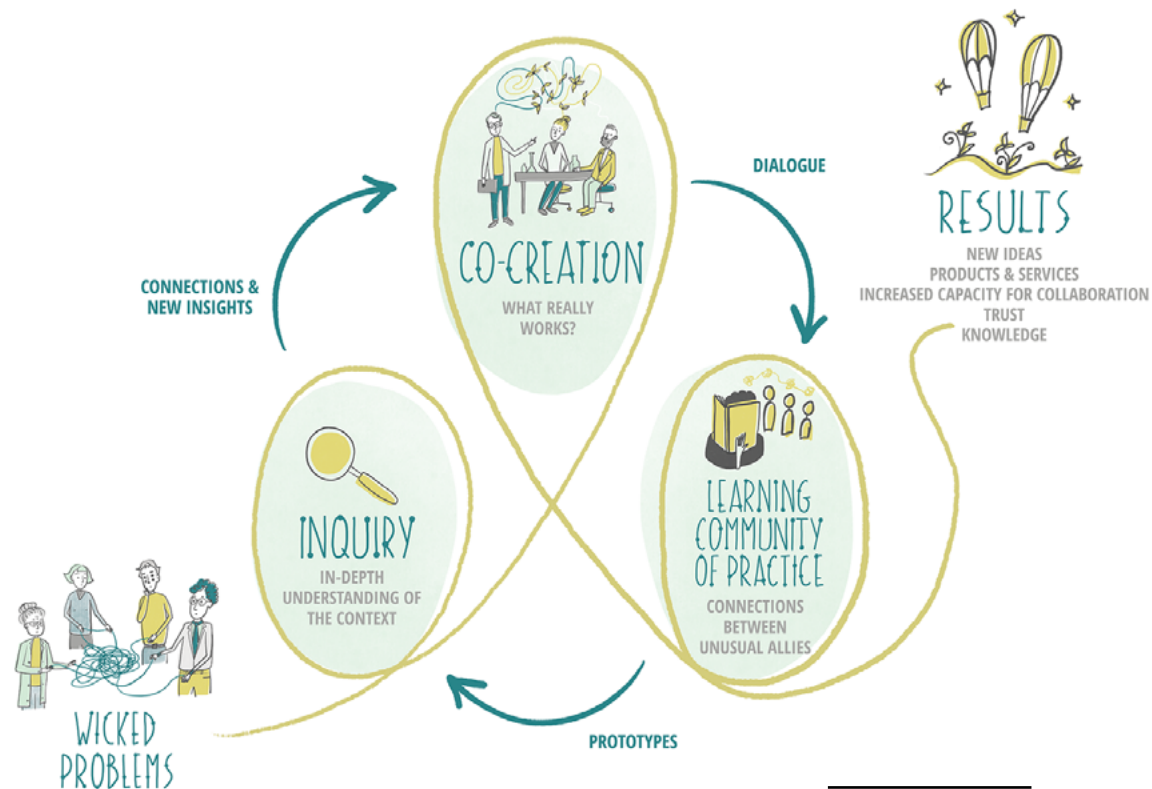 WICKED
PROBLEMS
INQUIRY
IN-DEPTH
UNDERSTANDING OF
THE CONTEXT
CONNECTIONS &
NEW INSIGHTS
CO-CREATION
WHAT REALLY
WORKS?
DIALOGUE
LEARNING
COMMUNITY
OF PRACTICE
CONNECTIONS
BETWEEN
UNUSUAL ALLIES
PROTOTYPES
RESULTS
NEW IDEAS
PRODUCTS & SERVICES
INCREASED CAPACITY FOR COLLABORATION
TRUST
KNOWLEDGE